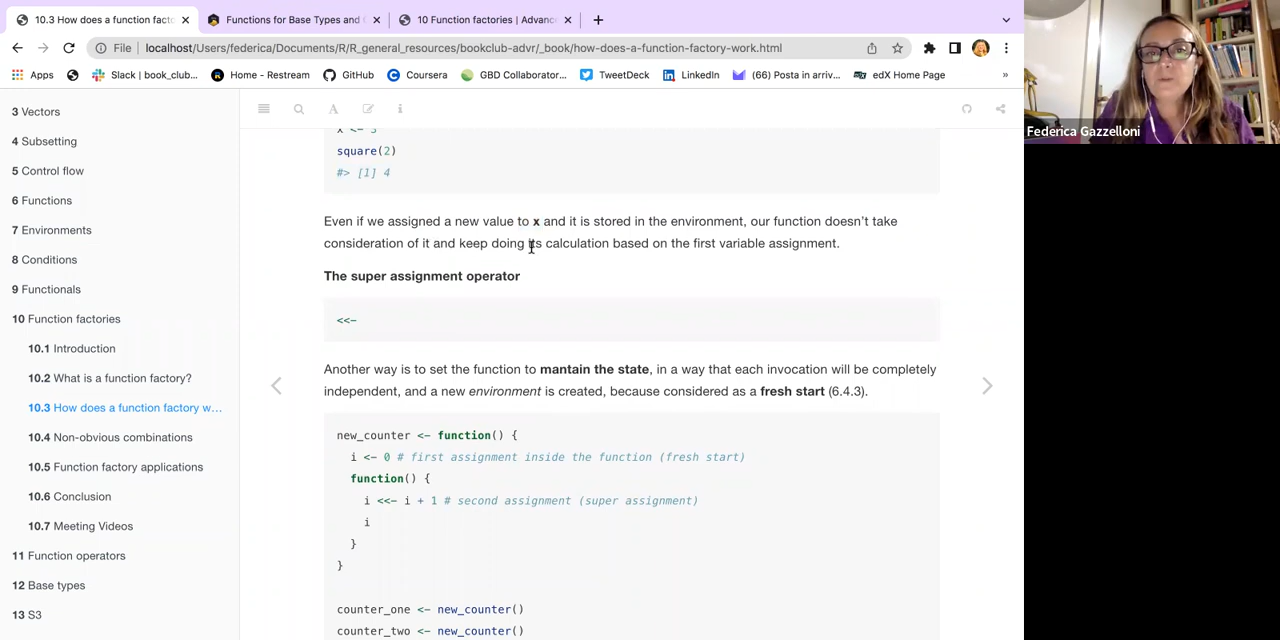 10.3 How does a function facto
Functions for Base Types and
10 Function factories | Advanc
File | localhost/Users/federica/Documents/R/R_general_resources/bookclub-advr/_book/how-does-a-function-factory-work.html
Apps
Slack | book_club...
Home - Restream
GitHub
Coursera
GBD Collaborator...
TweetDeck
LinkedIn
(66) Posta in arriv...
edX Home Page
»
3 Vectors
4 Subsetting
5 Control flow
6 Functions
7 Environments
8 Conditions
9 Functionals
10 Function factories
10.1 Introduction
10.2 What is a function factory?
10.3 How does a function factory w...
10.4 Non-obvious combinations
10.5 Function factory applications
10.6 Conclusion
10.7 Meeting Videos
11 Function operators
12 Base types
13 S3
x <- 3
square(2)
#> [1] 4
Even if we assigned a new value to x and it is stored in the environment, our function doesn't take
consideration of it and keep doing its calculation based on the first variable assignment.
The super assignment operator
<<-
Another way is to set the function to mantain the state, in a way that each invocation will be completely
independent, and a new environment is created, because considered as a fresh start (6.4.3).
new_counter <- function() {
i <- 0 # first assignment inside the function (fresh start)
function() {
i <<- i + 1 # second assignment (super assignment)
i
}
}
counter_one <- new_counter()
counter_two <- new_counter()
Federica Gazzelloni